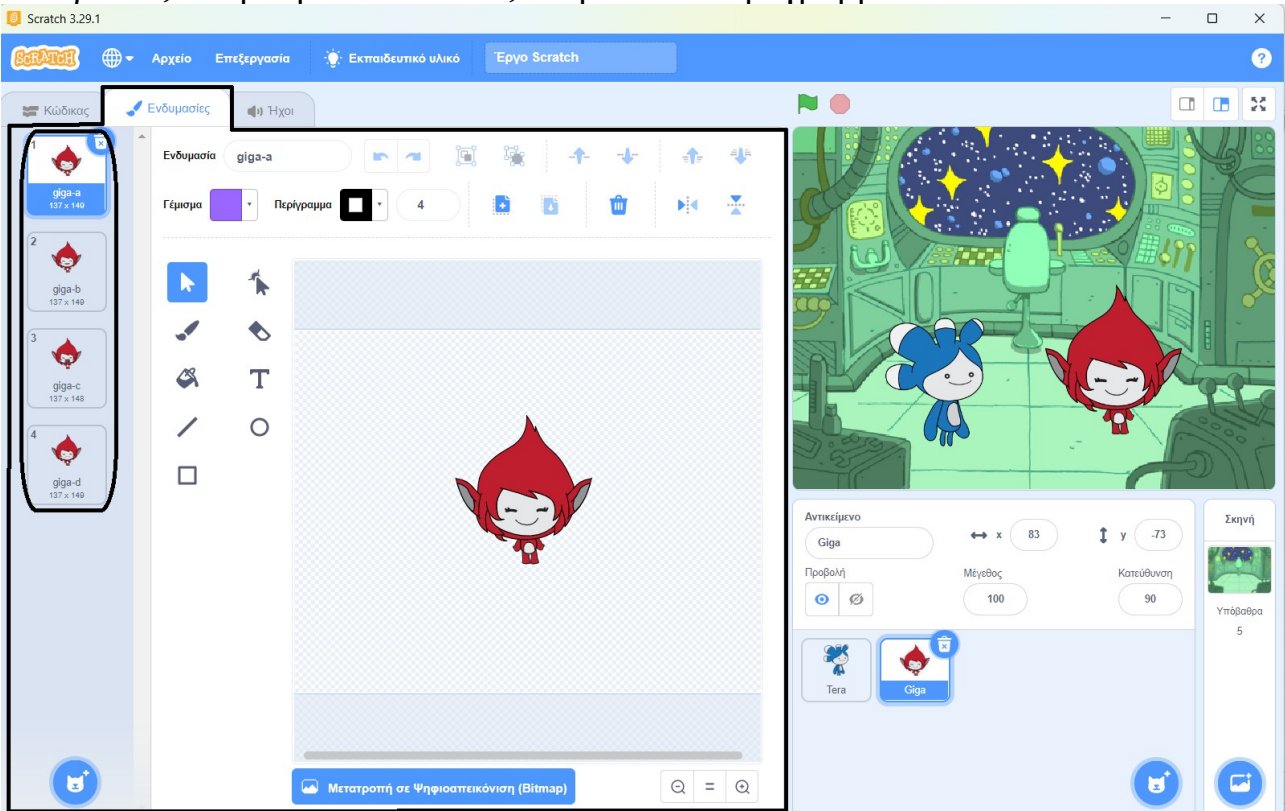 Scratch 3.29.1
SCRATCH
Αρχείο
Επεξεργασία
Εκπαιδευτικό υλικό
Έργο Scratch
?
Κώδικας
Ενδυμασίες
Ήχοι
1
giga-a
137 x 149
2
giga-b
137 x 149
3
giga-c
137 x 148
4
giga-d
137 x 149
Ενδυμασία
giga-a
Γέμισμα
Περίγραμμα
4
T
Μετατροπή σε Ψηφιοαπεικόνιση (Bitmap)
Αντικείμενο
Giga
x 83
y -73
Προβολή
Μέγεθος
100
Κατεύθυνση
90
Tera
Giga
Σκηνή
Υπόβαθρα
5